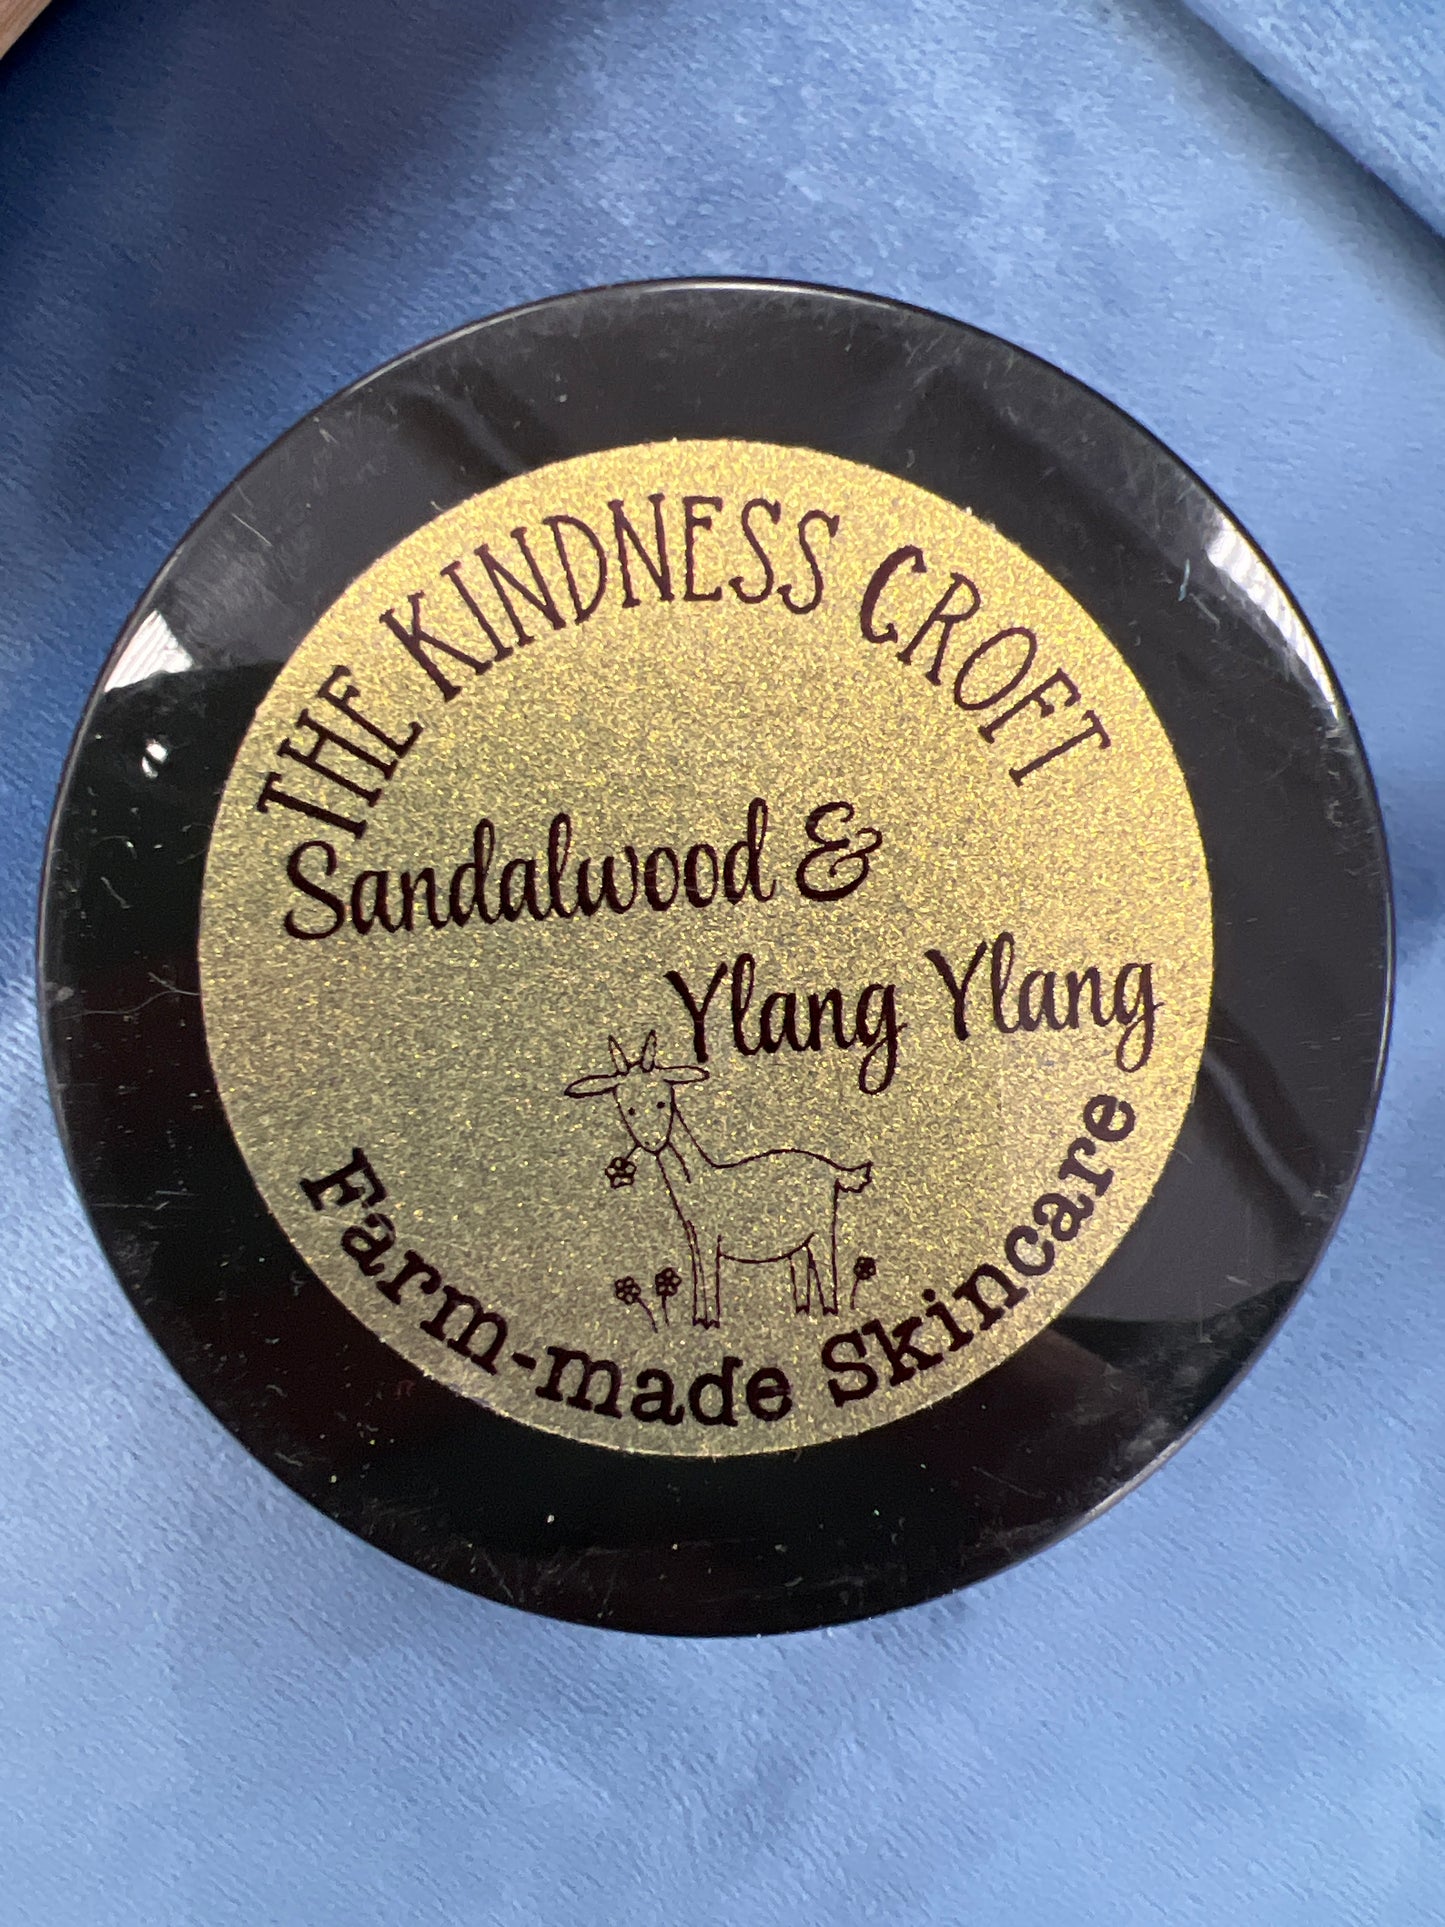 THE KINDNESS CROFT
Sandalwood &
Ylang Ylang
Farm-made Skincare